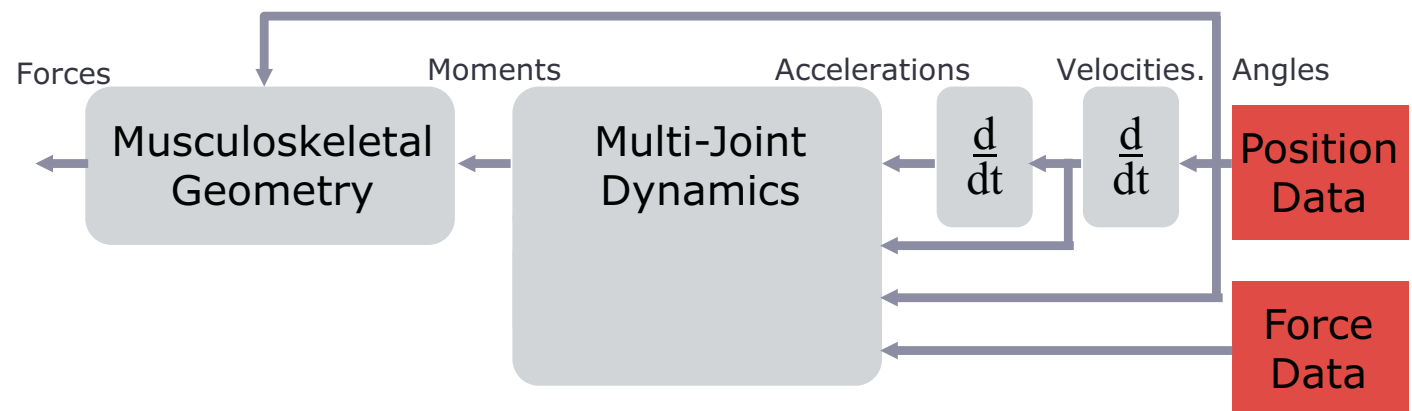 Forces
Moments
Accelerations
Velocities.
Angles
Musculoskeletal
Geometry
Multi-Joint
Dynamics
d
dt
d
dt
Position
Data
Force
Data